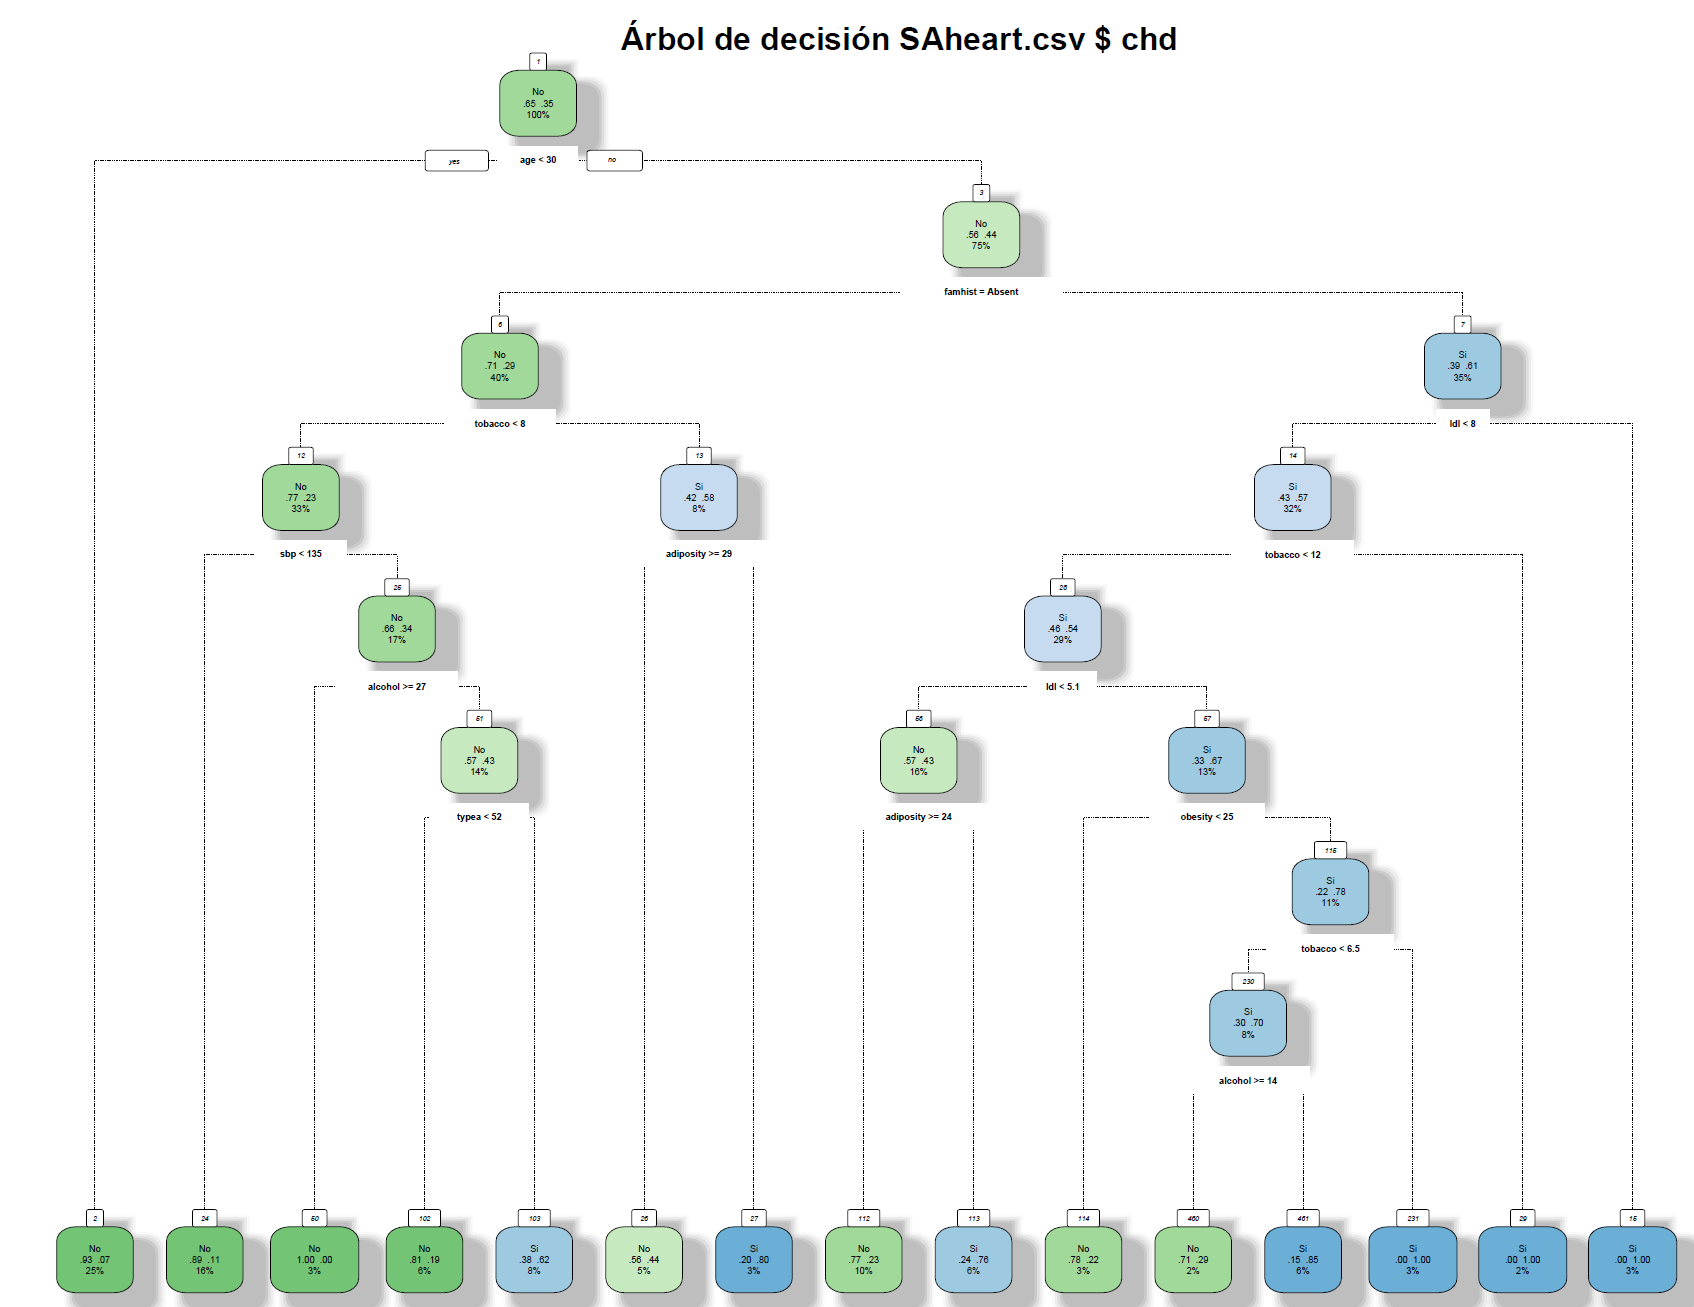 Árbol de decisión SAheart.csv $ chd
1
No
.65 .35
100%
yes
age < 30
no
3
No
.56 .44
75%
famhist = Absent
6
No
.71 .29
40%
7
Si
.39 .61
35%
tobacco < 8
ldl < 8
12
No
.77 .23
33%
13
Si
.42 .58
8%
14
Si
.43 .57
32%
sbp < 135
adiposity >= 29
tobacco < 12
25
No
.66 .34
17%
28
Si
.46 .54
29%
alcohol >= 27
ldl < 5.1
51
No
.57 .43
14%
56
No
.57 .43
16%
57
Si
.33 .67
13%
typea < 52
adiposity >= 24
obesity < 25
115
Si
.22 .78
11%
tobacco < 6.5
230
Si
.30 .70
8%
alcohol >= 14
2
No
.93 .07
25%
24
No
.89 .11
16%
50
No
1.00 .00
3%
102
No
.81 .19
6%
103
Si
.38 .62
8%
26
No
.56 .44
5%
27
Si
.20 .80
3%
112
No
.77 .23
10%
113
Si
.24 .76
6%
114
No
.78 .22
3%
460
No
.71 .29
2%
461
Si
.15 .85
6%
231
Si
.00 1.00
3%
29
Si
.00 1.00
2%
15
Si
.00 1.00
3%